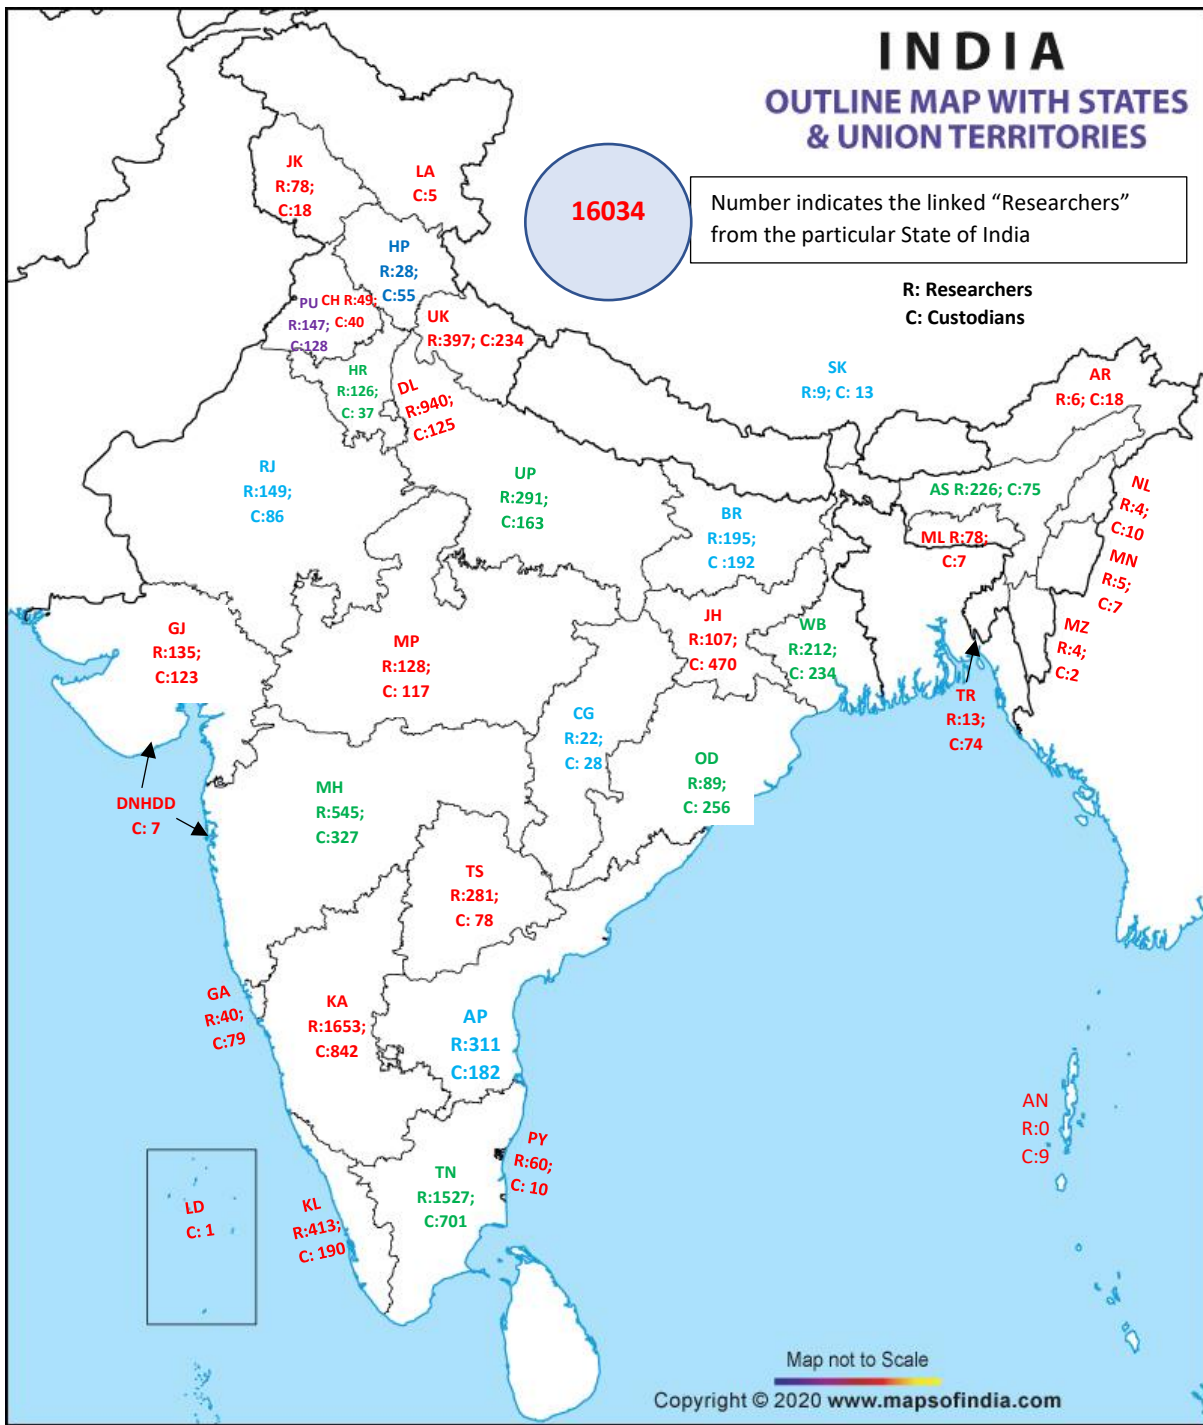 INDIA
OUTLINE MAP WITH STATES
& UNION TERRITORIES
16034
Number indicates the linked “Researchers”
from the particular State of India
R: Researchers
C: Custodians
JK
R:78;
C:18
LA
C:5
HP
R:28;
C:55
PU
R:147;
C:128
CH R:49;
C:40
UK
R:397; C:234
HR
R:126;
C: 37
DL
R:940;
C:125
SK
R:9; C: 13
AR
R:6; C:18
RJ
R:149;
C:86
UP
R:291;
C:163
BR
R:195;
C :192
AS R:226; C:75
NL
R:4;
C:10
ML R:78;
C:7
MN
R:5;
C:7
MZ
R:4;
C:2
GJ
R:135;
C:123
MP
R:128;
C: 117
JH
R:107;
C: 470
WB
R:212;
C: 234
TR
R:13;
C:74
CG
R:22;
C: 28
OD
R:89;
C: 256
DNHDD
C: 7
MH
R:545;
C:327
TS
R:281;
C: 78
GA
R:40;
C:79
KA
R:1653;
C:842
AP
R:311
C:182
AN
R:0
C:9
PY
R:60;
C: 10
TN
R:1527;
C:701
KL
R:413;
C: 190
LD
C: 1
Map not to Scale
Copyright © 2020 www.mapsofindia.com